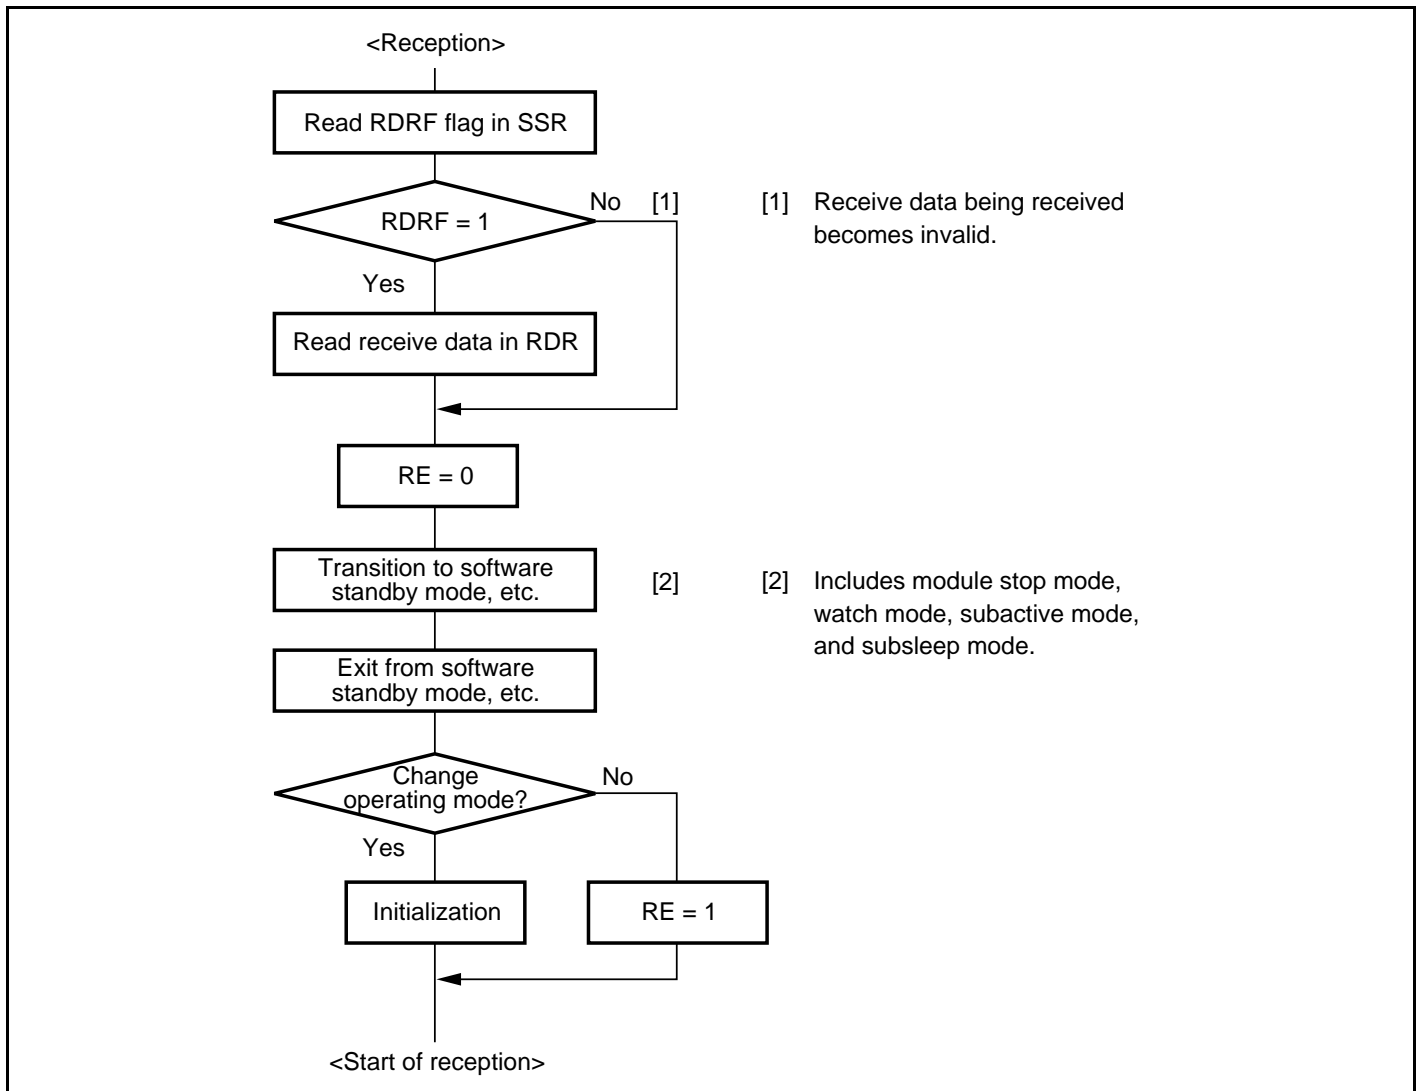 <Reception>
Read RDRF flag in SSR
RDRF = 1
No [1]
[1] Receive data being received
becomes invalid.
Yes
Read receive data in RDR
RE = 0
Transition to software
standby mode, etc.
[2]
[2] Includes module stop mode,
watch mode, subactive mode,
and subsleep mode.
Exit from software
standby mode, etc.
Change
operating mode?
No
Yes
Initialization
RE = 1
<Start of reception>